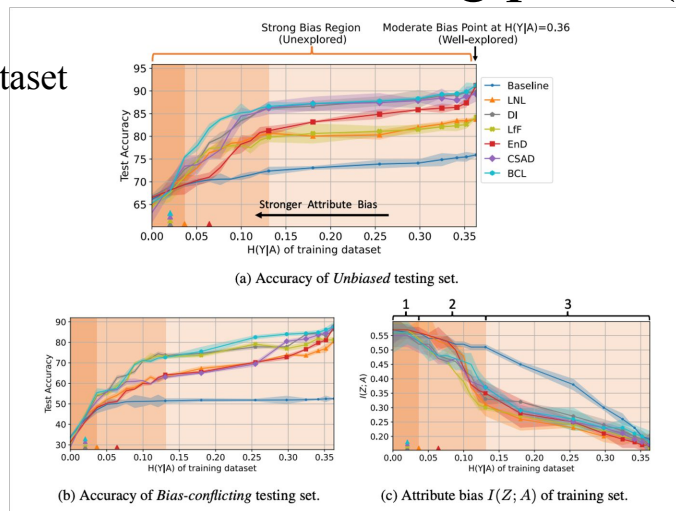 taset
Strong Bias Region
(Unexplored)
Moderate Bias Point at H(Y|A)=0.36
(Well-explored)
95
90
85
80
75
70
65
Test Accuracy
Baseline
LNL
DI
LfF
EnD
CSAD
BCL
Stronger Attribute Bias
0.00 0.05 0.10 0.15 0.20 0.25 0.30 0.35
H(Y|A) of training dataset
(a) Accuracy of Unbiased testing set.
90
80
70
60
50
40
30
Test Accuracy
0.00 0.05 0.10 0.15 0.20 0.25 0.30 0.35
H(Y|A) of training dataset
(b) Accuracy of Bias-conflicting testing set.
1 2 3
0.55
0.50
0.45
0.40
0.35
0.30
0.25
0.20
I(Z; A)
0.00 0.05 0.10 0.15 0.20 0.25 0.30 0.35
H(Y|A) of training dataset
(c) Attribute bias I(Z; A) of training set.